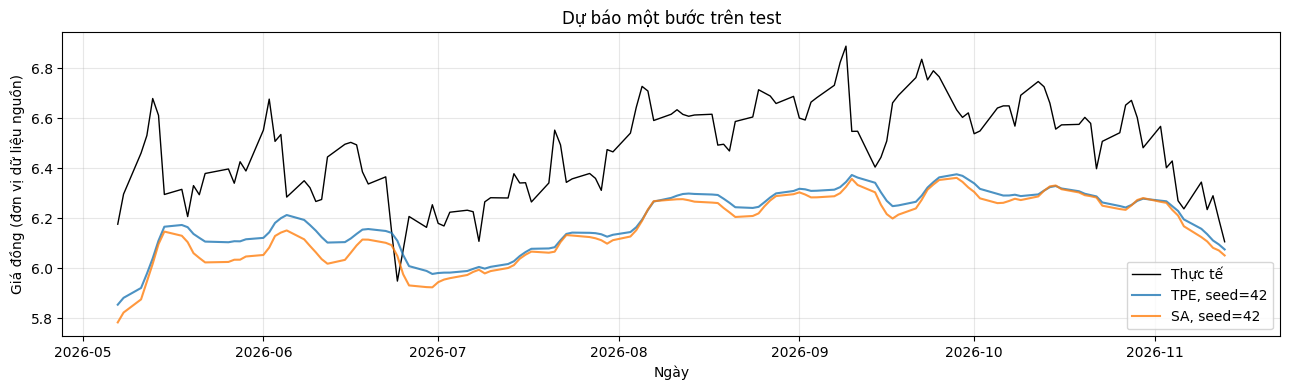 Dự báo một bước trên test
Giá đồng (đơn vị dữ liệu nguồn)
6.8
6.6
6.4
6.2
6.0
5.8
Thực tế
TPE, seed=42
SA, seed=42
2026-05
2026-06
2026-07
2026-08
2026-09
2026-10
2026-11
Ngày